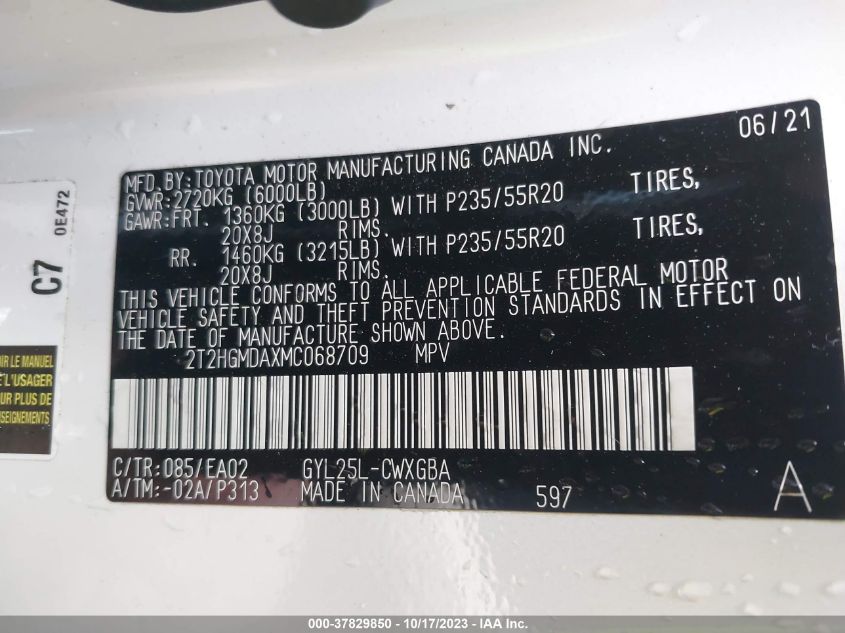 06/21
MFD.BY:TOYOTA MOTOR MANUFACTURING CANADA INC.
GVWR:2720KG (6000LB)
GAWR:FRT. 1360KG (3000LB) WITH P235/55R20 TIRES,
20X8J RIMS.
RR. 1460KG (3215LB) WITH P235/55R20 TIRES,
20X8J RIMS.
THIS VEHICLE CONFORMS TO ALL APPLICABLE FEDERAL MOTOR
VEHICLE SAFETY AND THEFT PREVENTION STANDARDS IN EFFECT ON
THE DATE OF MANUFACTURE SHOWN ABOVE.
2T2HGMDAXMC068709 MPV
C/TR:085/EA02 GYL25L-CWXGBA
A/TM:-02A/P313 MADE IN CANADA 597 A
C7
0E472
LE MANUEL
L'USAGER
PLUS DE
000-37829850 - 10/17/2023 - IAA Inc.